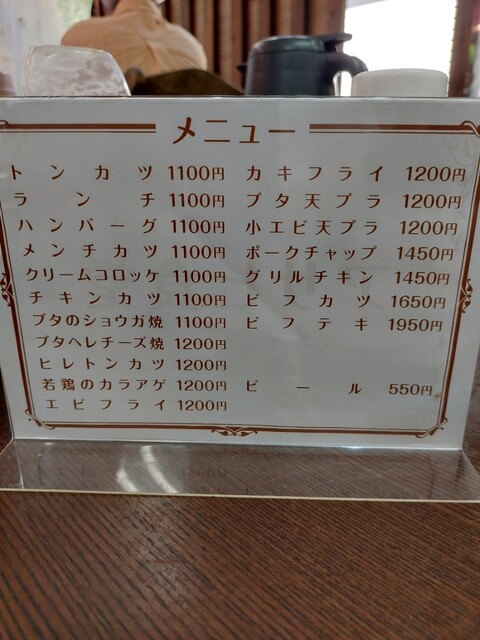 メニュー
トンカツ 1100円
ランチ 1100円
ハンバーグ 1100円
メンチカツ 1100円
クリームコロッケ 1100円
チキンカツ 1100円
ブタのショウガ焼 1100円
ブタヘレチーズ焼 1200円
ヒレトンカツ 1200円
若鶏のカラアゲ 1200円
エビフライ 1200円
カキフライ 1200円
ブタ天プラ 1200円
小エビ天プラ 1200円
ポークチャップ 1450円
グリルチキン 1450円
ビフカツ 1650円
ビフテキ 1950円
ビール 550円